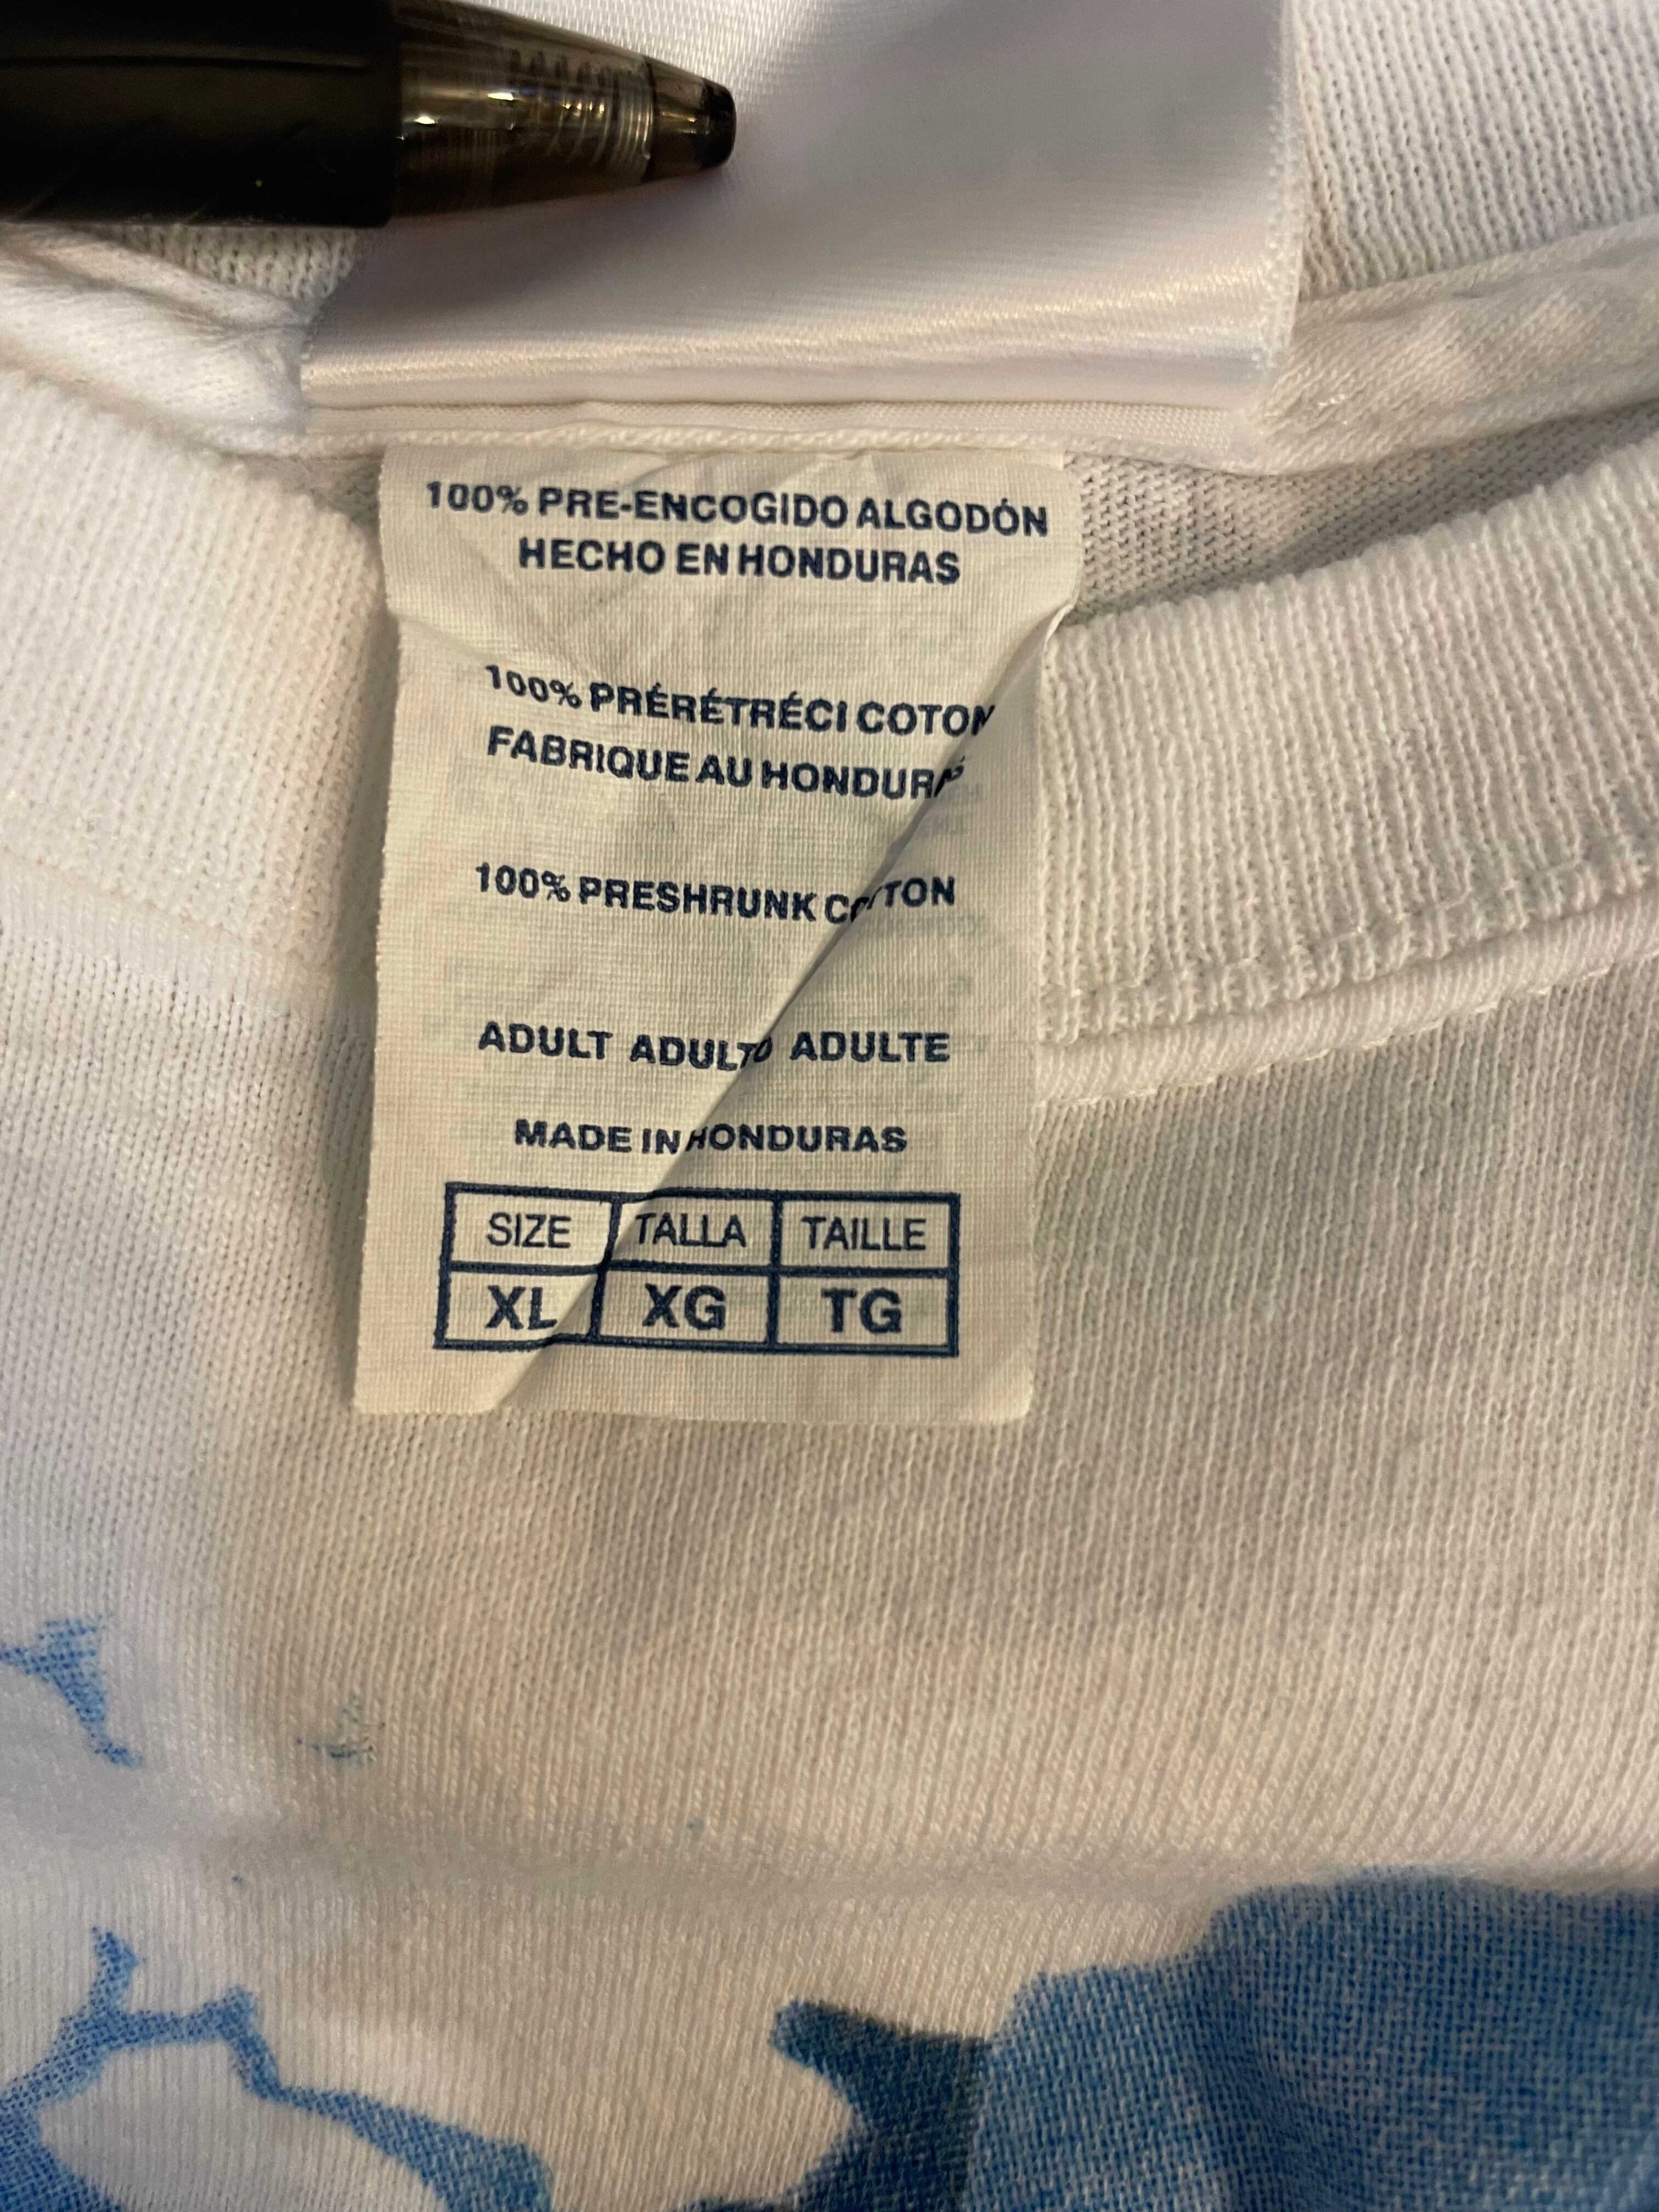 100% PRE-ENCOGIDO ALGODÓN
HECHO EN HONDURAS
100% PRÉRÉTRÉCI COTON
FABRIQUE AU HONDURAS
100% PRESHRUNK COTTON
ADULT ADULTO ADULTE
MADE IN HONDURAS
SIZE TALLA TAILLE
XL XG TG